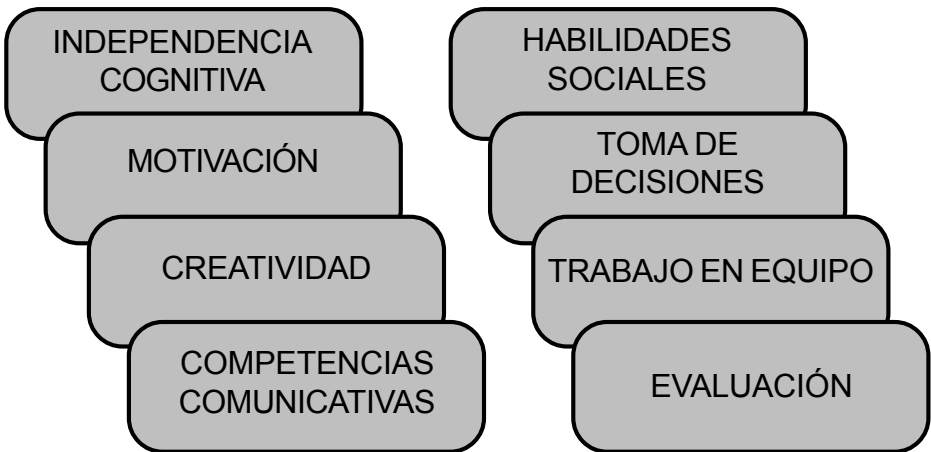 INDEPENDENCIA
COGNITIVA
MOTIVACIÓN
CREATIVIDAD
COMPETENCIAS
COMUNICATIVAS
HABILIDADES
SOCIALES
TOMA DE
DECISIONES
TRABAJO EN EQUIPO
EVALUACIÓN